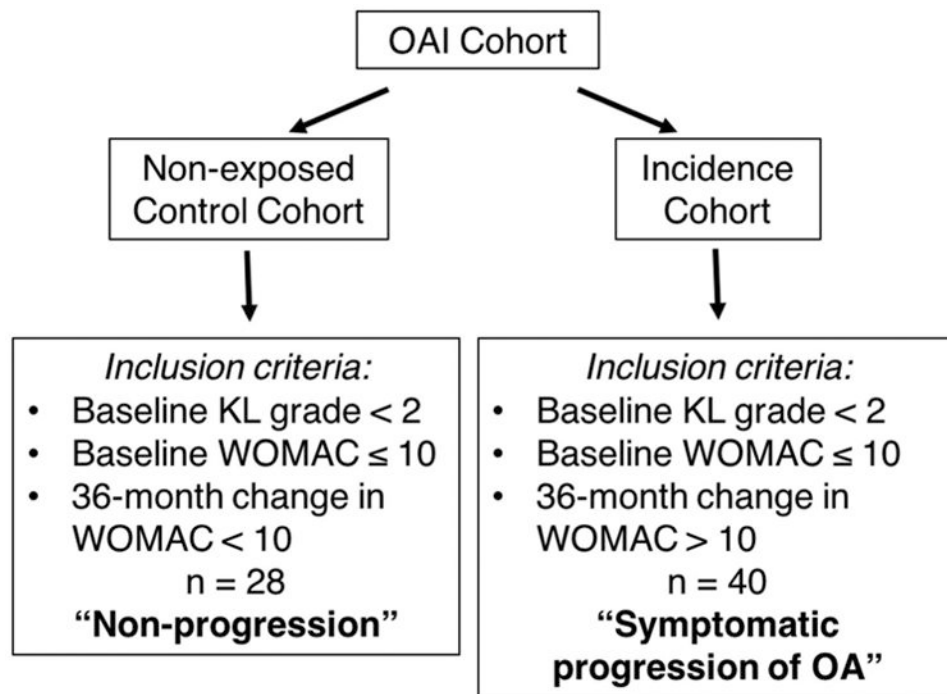 OAI Cohort
Non-exposed
Control Cohort
Incidence
Cohort
Inclusion criteria:
• Baseline KL grade < 2
• Baseline WOMAC ≤ 10
• 36-month change in
WOMAC < 10
n = 28
“Non-progression”
Inclusion criteria:
• Baseline KL grade < 2
• Baseline WOMAC ≤ 10
• 36-month change in
WOMAC > 10
n = 40
“Symptomatic
progression of OA”